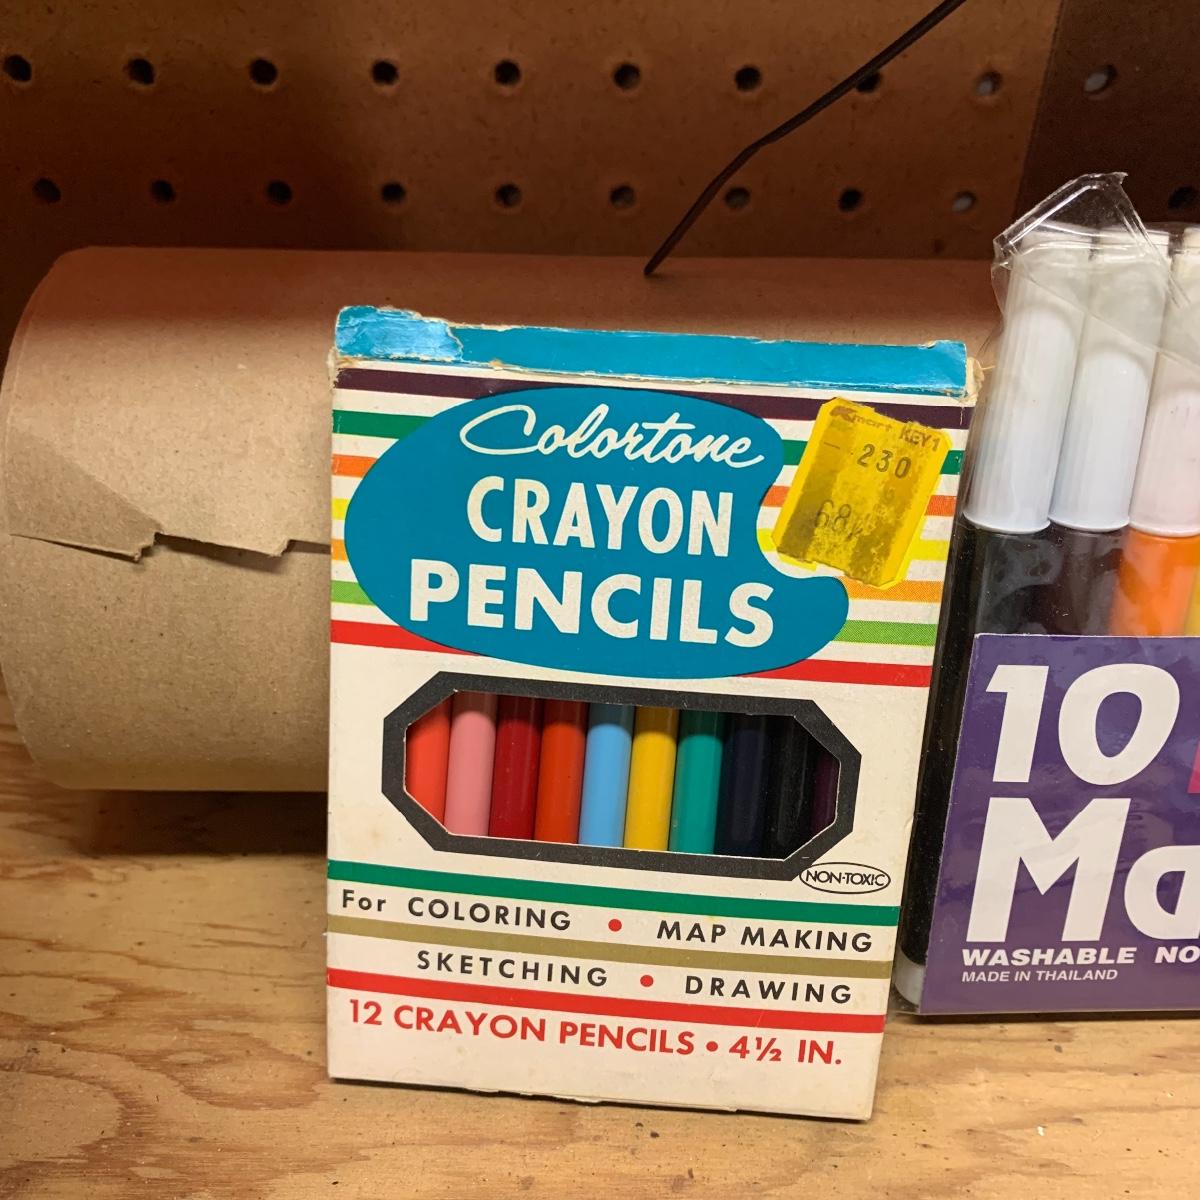 Colortone
CRAYON
PENCILS
Kmart KEY1
230
68
NON-TOXIC
For COLORING • MAP MAKING
SKETCHING • DRAWING
12 CRAYON PENCILS • 4½ IN.
10
Ma
WASHABLE NO
MADE IN THAILAND